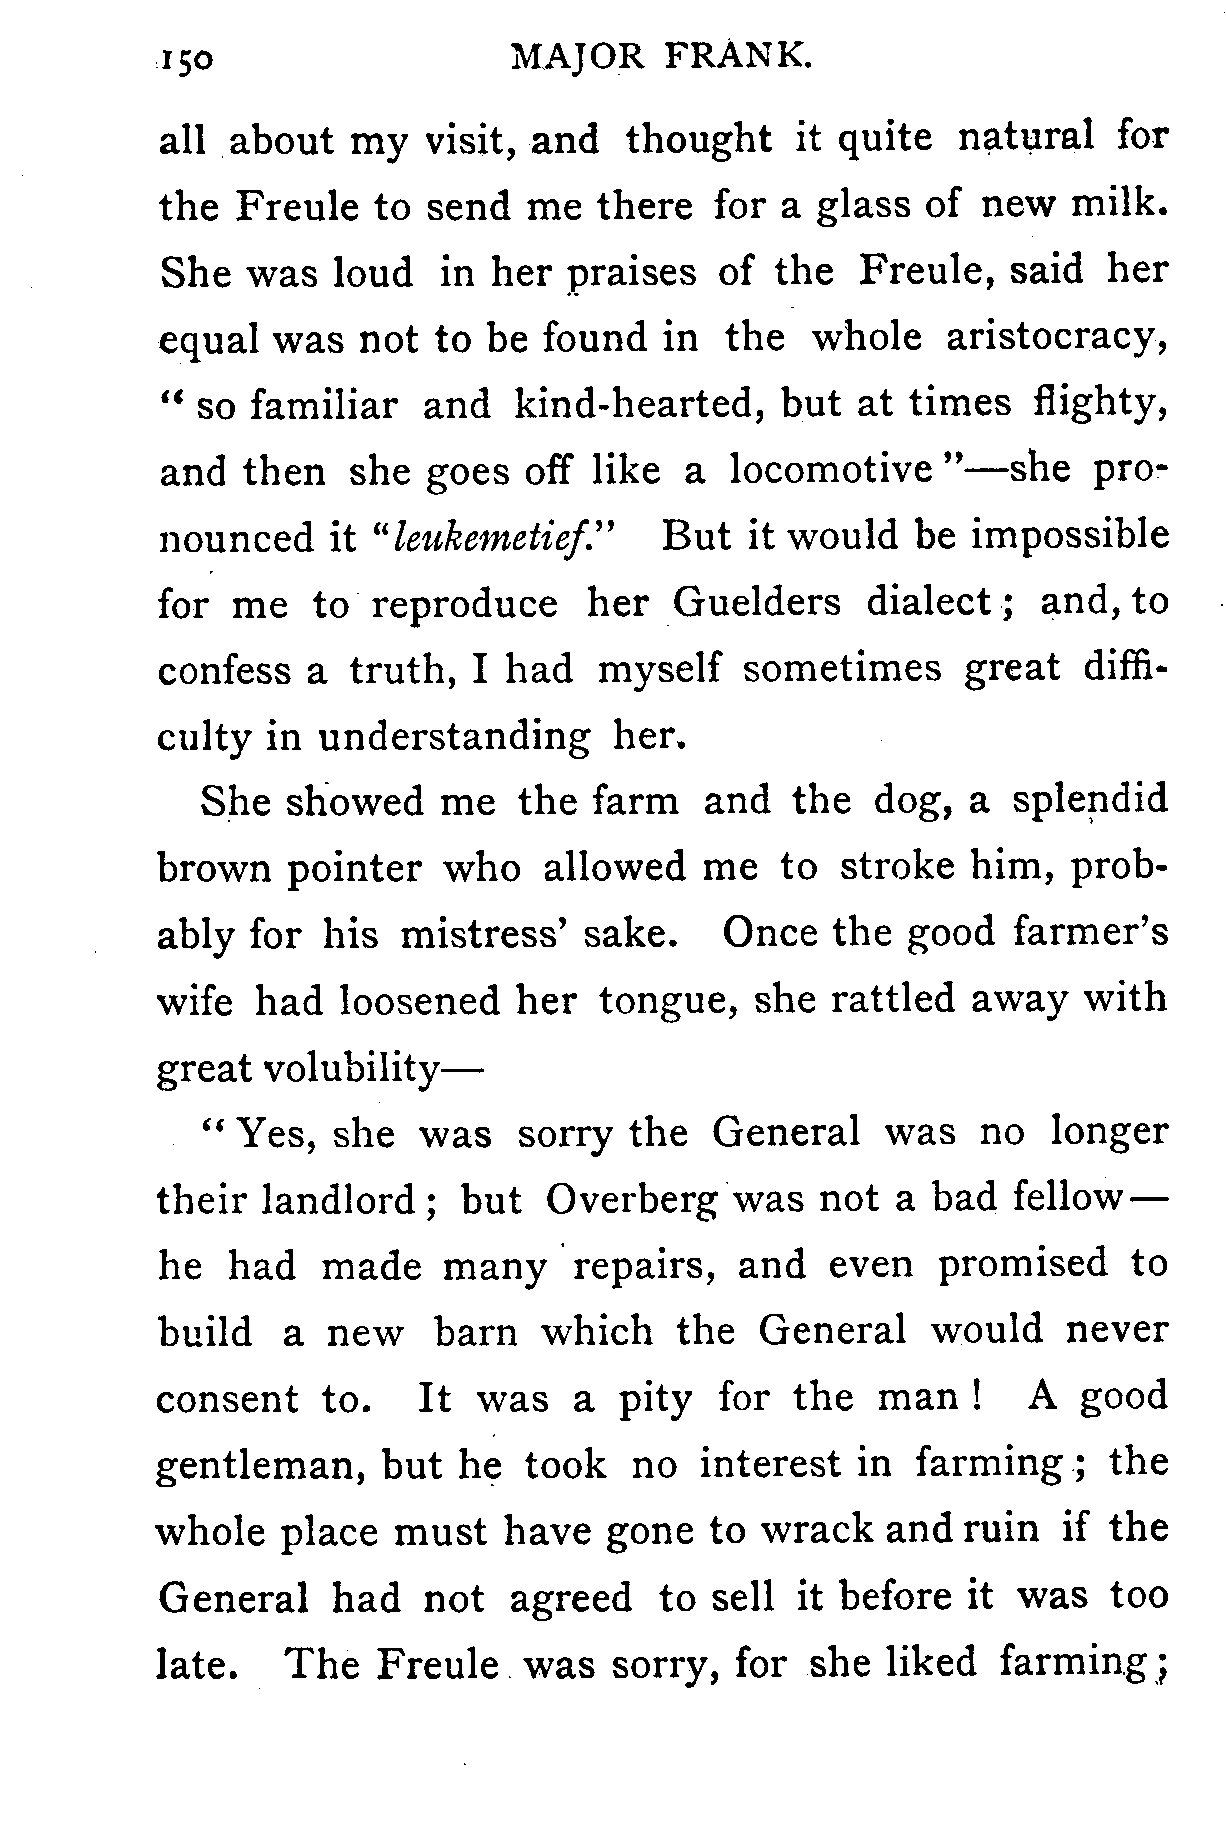 150 MAJOR FRANK.
all about my visit, and thought it quite natural for
the Freule to send me there for a glass of new milk.
She was loud in her praises of the Freule, said her
equal was not to be found in the whole aristocracy,
“ so familiar and kind-hearted, but at times flighty,
and then she goes off like a locomotive ”—she pro-
nounced it “leukemetief.” But it would be impossible
for me to reproduce her Guelders dialect ; and, to
confess a truth, I had myself sometimes great diffi-
culty in understanding her.
She showed me the farm and the dog, a splendid
brown pointer who allowed me to stroke him, prob-
ably for his mistress’ sake. Once the good farmer’s
wife had loosened her tongue, she rattled away with
great volubility—
“ Yes, she was sorry the General was no longer
their landlord ; but Overberg was not a bad fellow—
he had made many repairs, and even promised to
build a new barn which the General would never
consent to. It was a pity for the man ! A good
gentleman, but he took no interest in farming ; the
whole place must have gone to wrack and ruin if the
General had not agreed to sell it before it was too
late. The Freule was sorry, for she liked farming ;